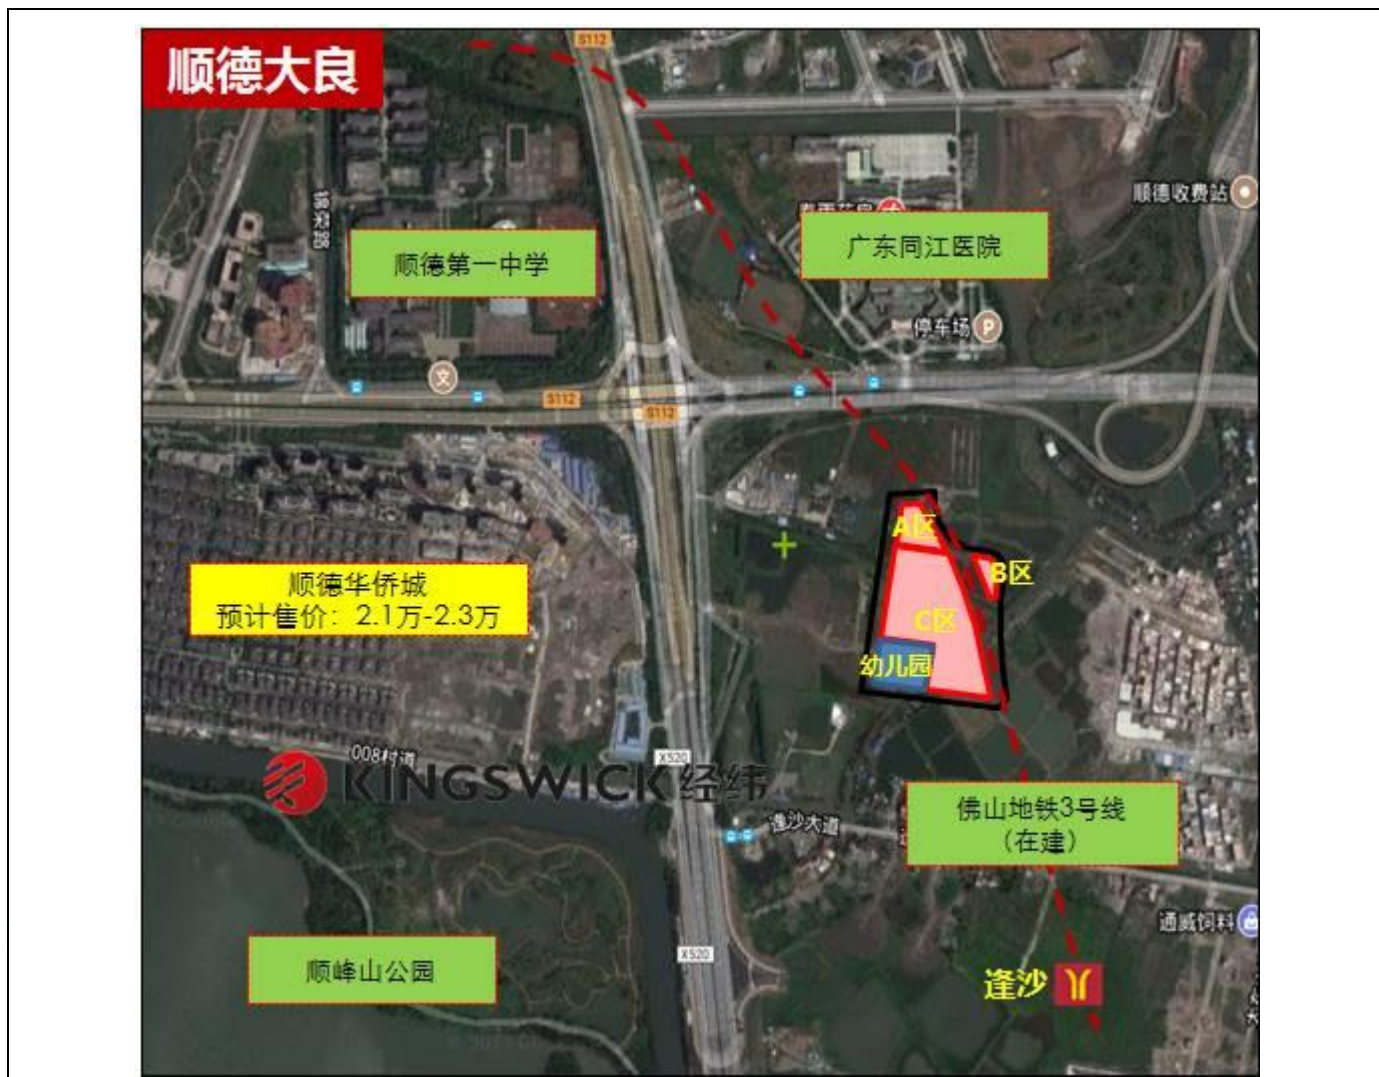 顺德大良
S112
顺德收费站
锦荣路
顺德第一中学
广东同江医院
停车场 P
文
S112
S112
A区
B区
顺德华侨城
预计售价：2.1万-2.3万
C区
幼儿园
008村道
X520
KINGSWICK经纬
佛山地铁3号线
（在建）
逢沙大道
通威饲料
X520
顺峰山公园
逢沙